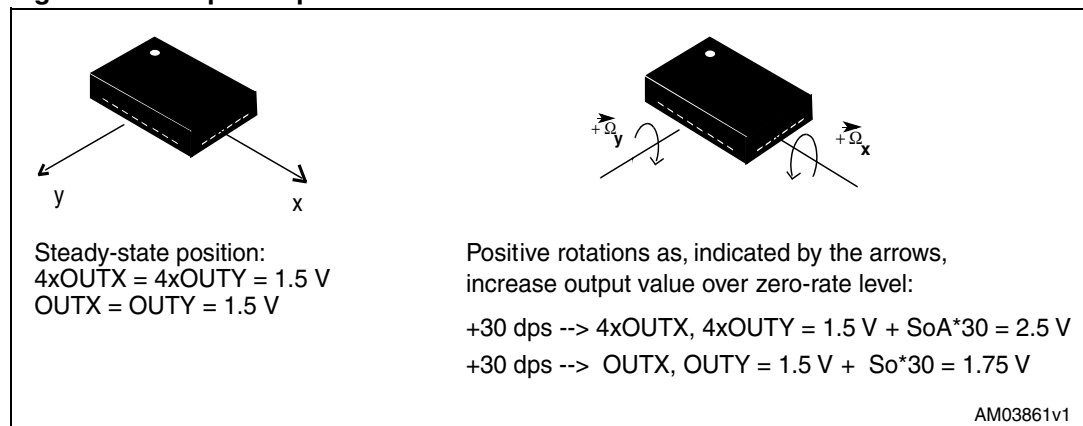 y
x
Steady-state position:
4xOUTX = 4xOUTY = 1.5 V
OUTX = OUTY = 1.5 V
+ Ω y
+ Ω x
Positive rotations as, indicated by the arrows,
increase output value over zero-rate level:
+30 dps --> 4xOUTX, 4xOUTY = 1.5 V + SoA*30 = 2.5 V
+30 dps --> OUTX, OUTY = 1.5 V + So*30 = 1.75 V
AM03861v1